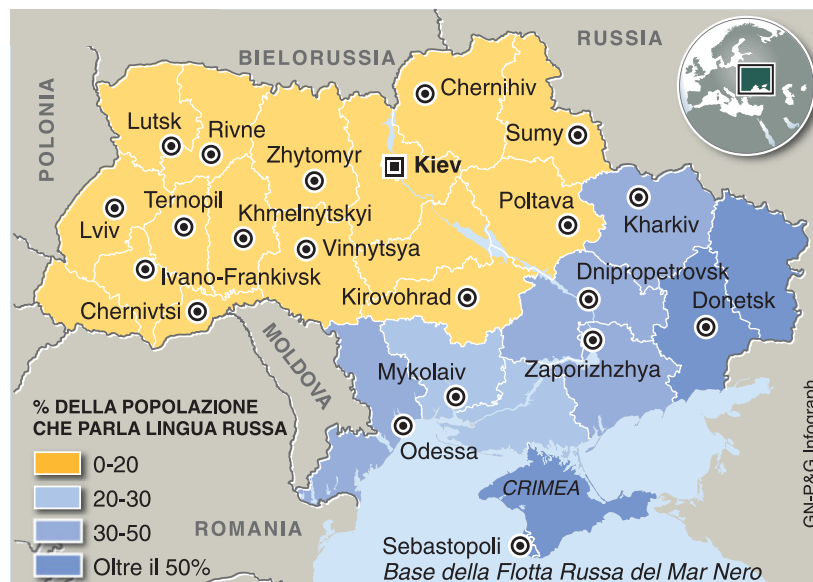 RUSSIA
BIELORUSSIA
POLONIA
Chernihiv
Lutsk
Rivne
Sumy
Zhytomyr
Kiev
Ternopil
Poltava
Kharkiv
Lviv
Khmelnytskyi
Vinnytsya
Ivano-Frankivsk
Dnipropetrovsk
Chernivtsi
Kirovohrad
Donetsk
MOLDOVA
Mykolaiv
Zaporizhzhya
Odessa
% DELLA POPOLAZIONE
CHE PARLA LINGUA RUSSA
0-20
20-30
30-50
Oltre il 50%
ROMANIA
CRIMEA
Sebastopoli
Base della Flotta Russa del Mar Nero
GN-P&G Infograph